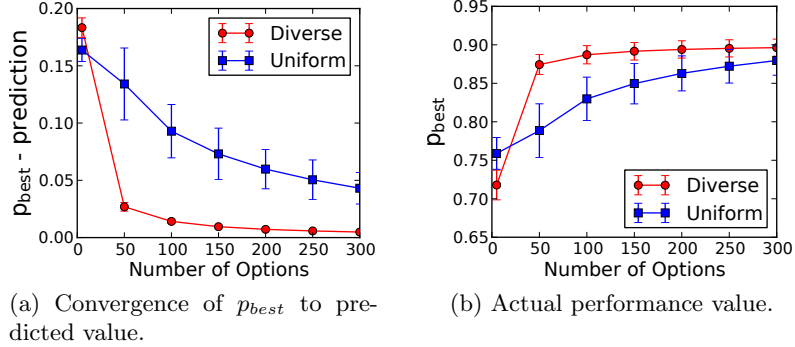 0.20
0.15
0.10
0.05
0.00
p_best - prediction
Diverse
Uniform
0 50 100 150 200 250 300
Number of Options
(a) Convergence of p_best to pre-
dicted value.
0.95
0.90
0.85
0.80
0.75
0.70
0.65
p_best
Diverse
Uniform
0 50 100 150 200 250 300
Number of Options
(b) Actual performance value.